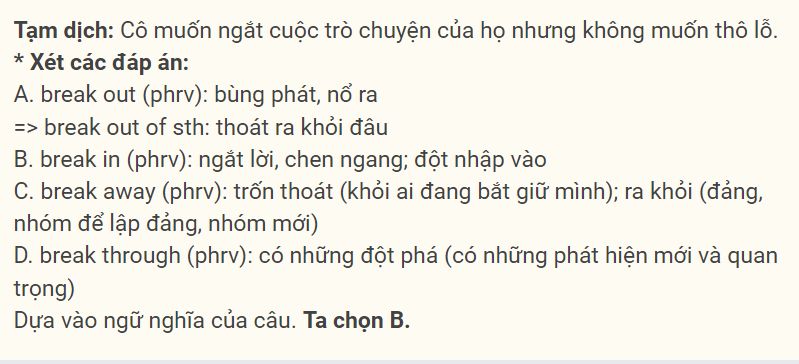 Tạm dịch: Cô muốn ngắt cuộc trò chuyện của họ nhưng không muốn thô lỗ.
* Xét các đáp án:
A. break out (phrv): bùng phát, nổ ra
=> break out of sth: thoát ra khỏi đâu
B. break in (phrv): ngắt lời, chen ngang; đột nhập vào
C. break away (phrv): trốn thoát (khỏi ai đang bắt giữ mình); ra khỏi (đảng,
nhóm để lập đảng, nhóm mới)
D. break through (phrv): có những đột phá (có những phát hiện mới và quan
trọng)
Dựa vào ngữ nghĩa của câu. Ta chọn B.